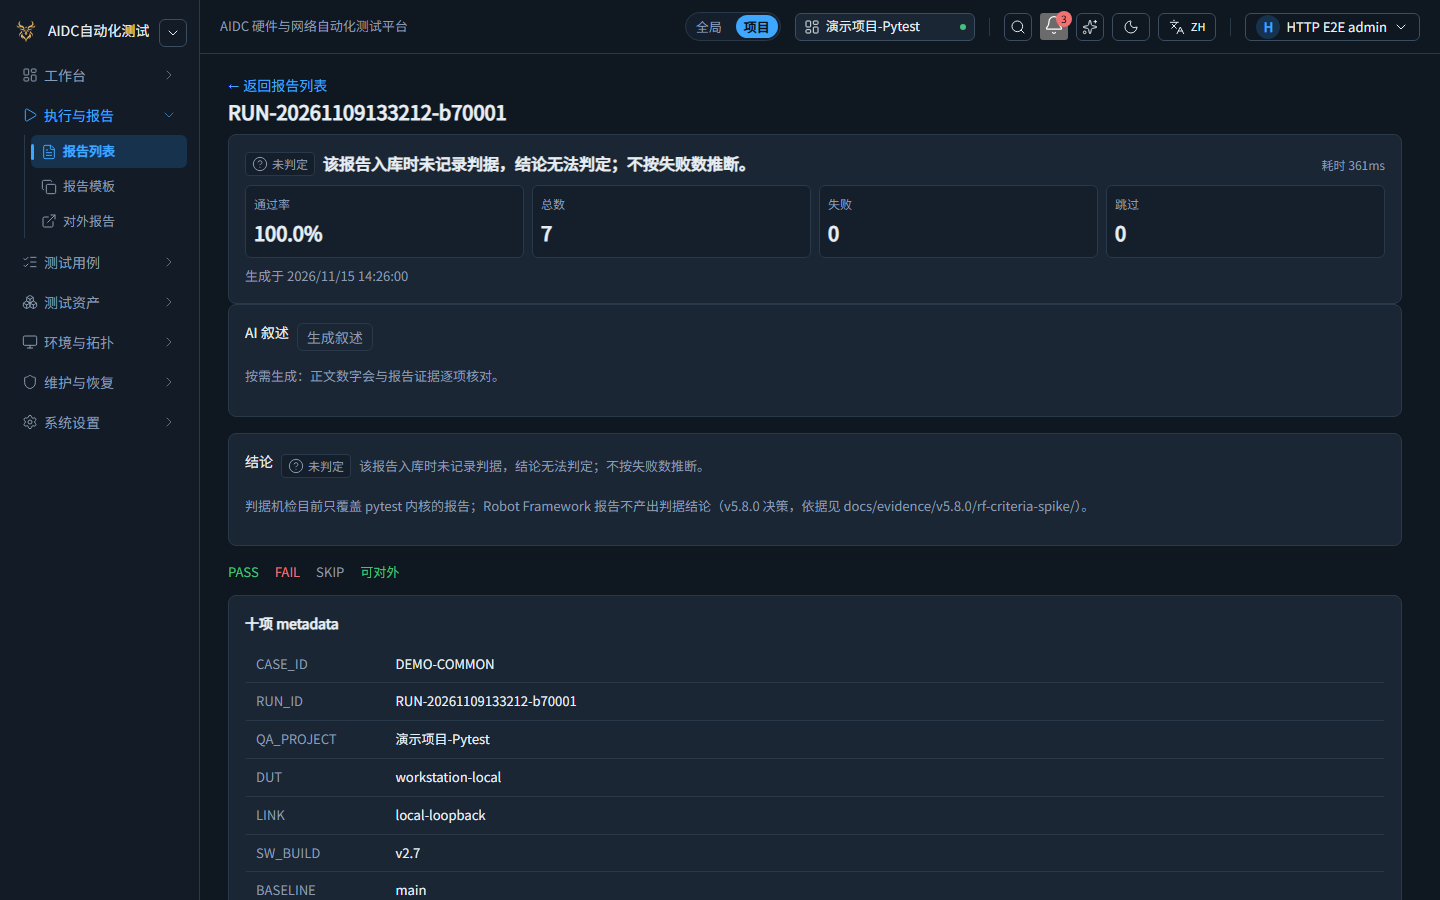 AIDC自动化测试
AIDC 硬件与网络自动化测试平台
全局
项目
演示项目-Pytest
3
ZH
H
HTTP E2E admin
工作台
执行与报告
报告列表
报告模板
对外报告
测试用例
测试资产
环境与拓扑
维护与恢复
系统设置
← 返回报告列表
RUN-20261109133212-b70001
未判定 该报告入库时未记录判据，结论无法判定；不按失败数推断。
耗时 361ms
通过率
100.0%
总数
7
失败
0
跳过
0
生成于 2026/11/15 14:26:00
AI 叙述 生成叙述
按需生成：正文数字会与报告证据逐项核对。
结论 未判定 该报告入库时未记录判据，结论无法判定；不按失败数推断。
判据机检目前只覆盖 pytest 内核的报告；Robot Framework 报告不产出判据结论（v5.8.0 决策，依据见 docs/evidence/v5.8.0/rf-criteria-spike/）。
PASS FAIL SKIP 可对外
十项 metadata
CASE_ID DEMO-COMMON
RUN_ID RUN-20261109133212-b70001
QA_PROJECT 演示项目-Pytest
DUT workstation-local
LINK local-loopback
SW_BUILD v2.7
BASELINE main